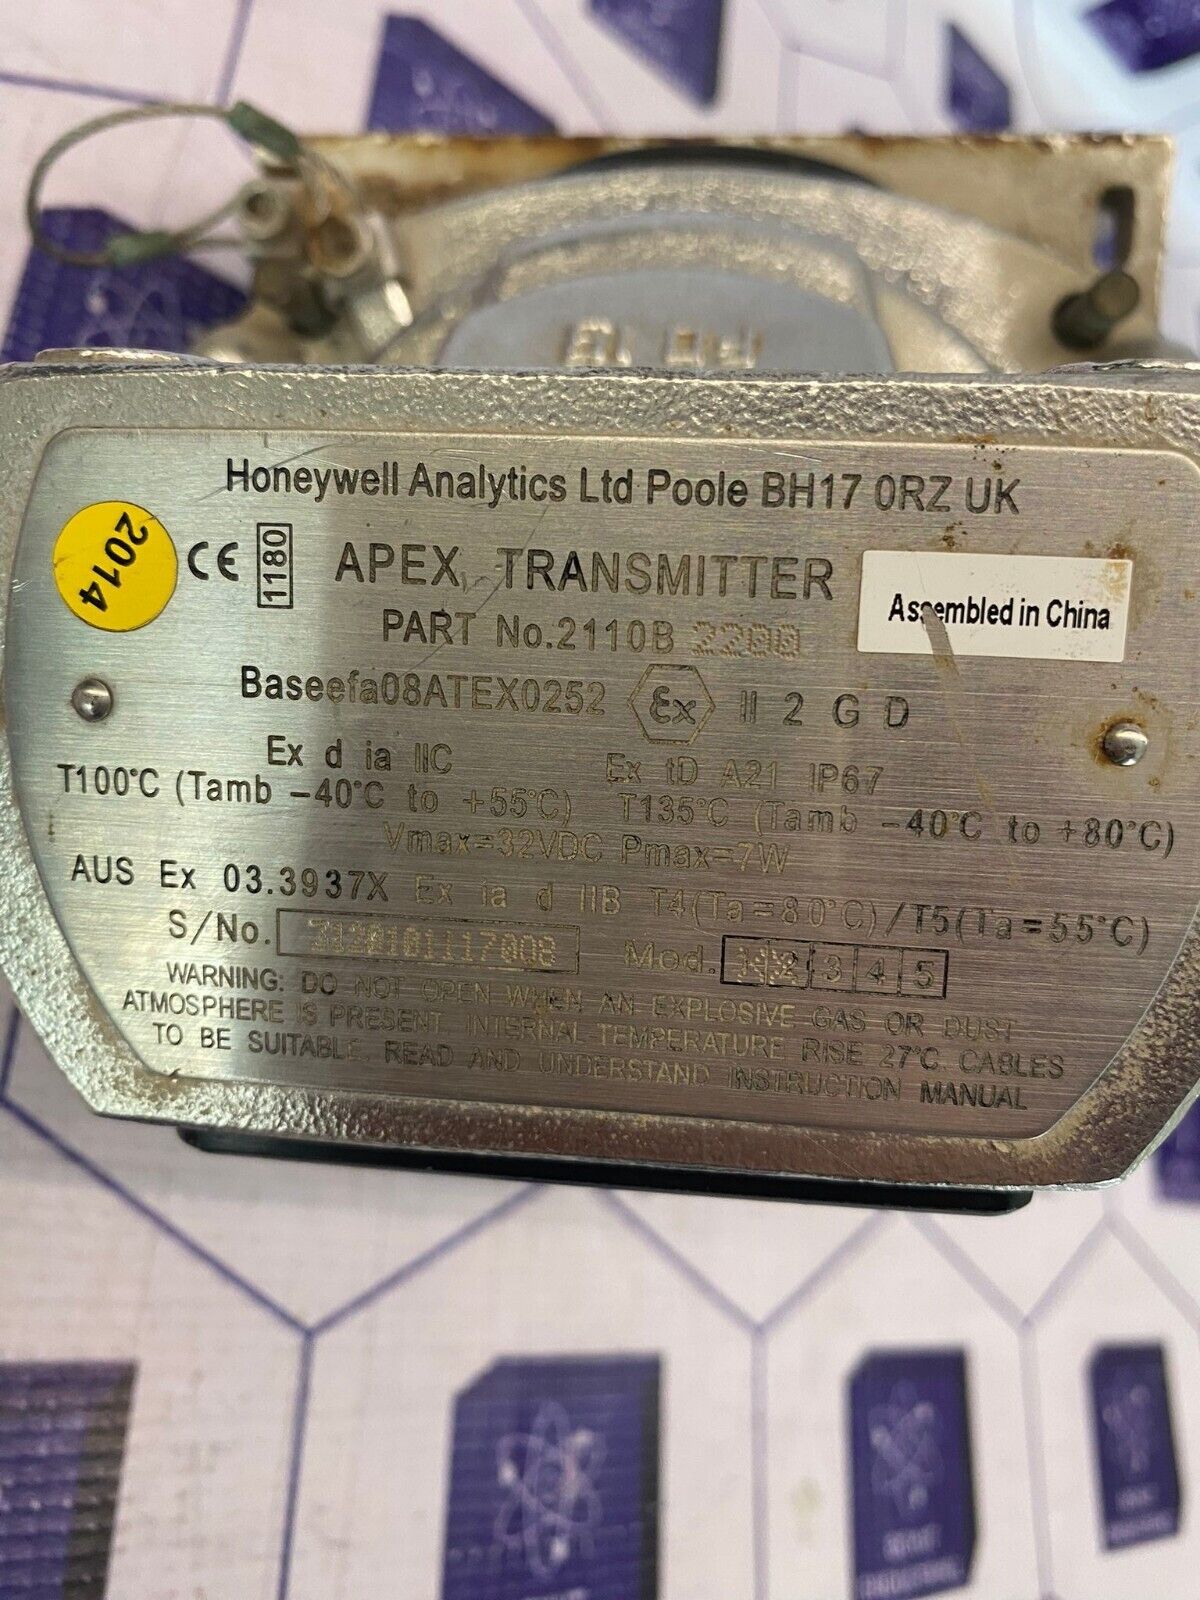 Honeywell Analytics Ltd Poole BH17 0RZ UK
2014
CE 1180 APEX TRANSMITTER
Assembled in China
PART No.2110B 2200
Baseefa08ATEX0252 Ex II 2 G D
Ex d ia IIC Ex tD A21 IP67
T100°C (Tamb -40°C to +55°C) T135°C (Tamb -40°C to +80°C)
Vmax=32VDC Pmax=7W
AUS Ex 03.3937X Ex ia d IIB T4(Ta=80°C)/T5(Ta=55°C)
S/No. Mod. 2 3 4 5
WARNING: DO NOT OPEN WHEN AN EXPLOSIVE GAS OR DUST
ATMOSPHERE IS PRESENT. INTERNAL TEMPERATURE RISE 27°C. CABLES
TO BE SUITABLE. READ AND UNDERSTAND INSTRUCTION MANUAL